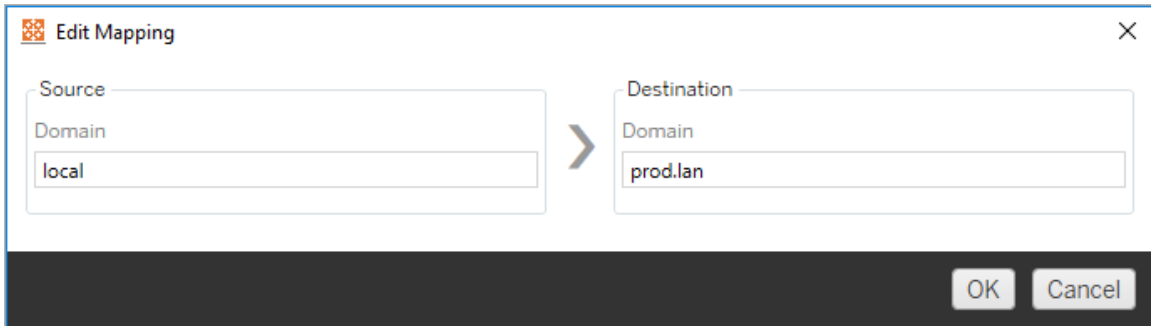 Edit Mapping
Source
Destination
Domain
Domain
local
prod.lan
OK
Cancel